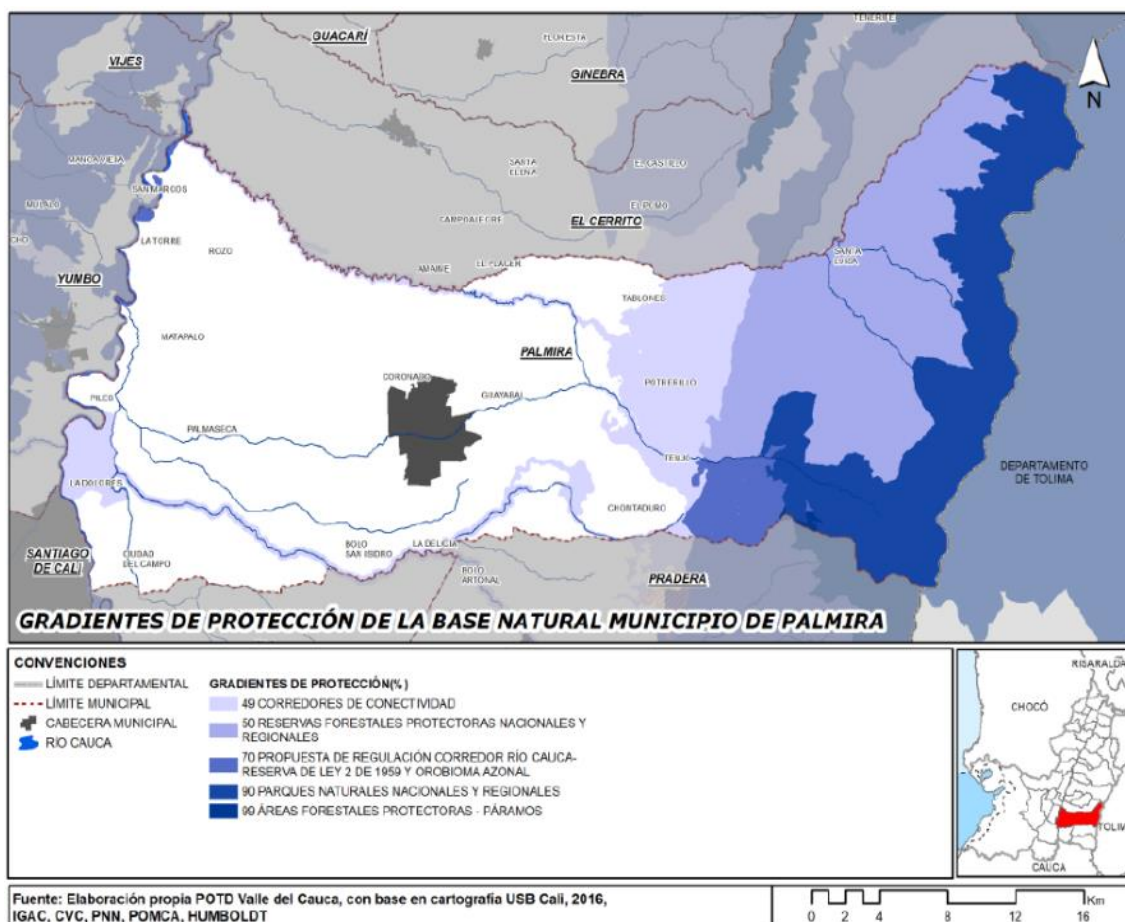 TENERIFE
GUACARÍ
FLORESTA
VIJES
GINEBRA
N
MANGA VIEJA
SANTA ELENA
EL CASTILLO
SAN MARCOS
MULALO
CAMPOALEGRE
EL POMO
EL CERRITO
CHO
LA TORRE
ROZO
SANTA LUISA
AMAIME
EL PLACER
YUMBO
TABLONES
MATAPALO
PALMIRA
CORONADO
POTRERILLO
GUAYABAL
PILES
PALMASECA
TENJO
DEPARTAMENTO
DE TOLIMA
LA DOLORES
CHONTADURO
SANTIAGO
DE CALI
CIUDAD
DEL CAMPO
BOLO
SAN ISIDRO
LA DELICIA
BOLO
ARTONAL
PRADERA
GRADIENTES DE PROTECCIÓN DE LA BASE NATURAL MUNICIPIO DE PALMIRA
CONVENCIONES
LÍMITE DEPARTAMENTAL
LÍMITE MUNICIPAL
CABECERA MUNICIPAL
RÍO CAUCA
GRADIENTES DE PROTECCIÓN(%)
49 CORREDORES DE CONECTIVIDAD
50 RESERVAS FORESTALES PROTECTORAS NACIONALES Y
REGIONALES
70 PROPUESTA DE REGULACIÓN CORREDOR RÍO CAUCA-
RESERVA DE LEY 2 DE 1959 Y OROBIOMA AZONAL
90 PARQUES NATURALES NACIONALES Y REGIONALES
99 ÁREAS FORESTALES PROTECTORAS - PÁRAMOS
RISARALDA
CHOCÓ
TOLIMA
CAUCA
Fuente: Elaboración propia POTD Valle del Cauca, con base en cartografía USB Cali, 2016,
IGAC, CVC, PNN, POMCA, HUMBOLDT
Km
0 2 4 8 12 16